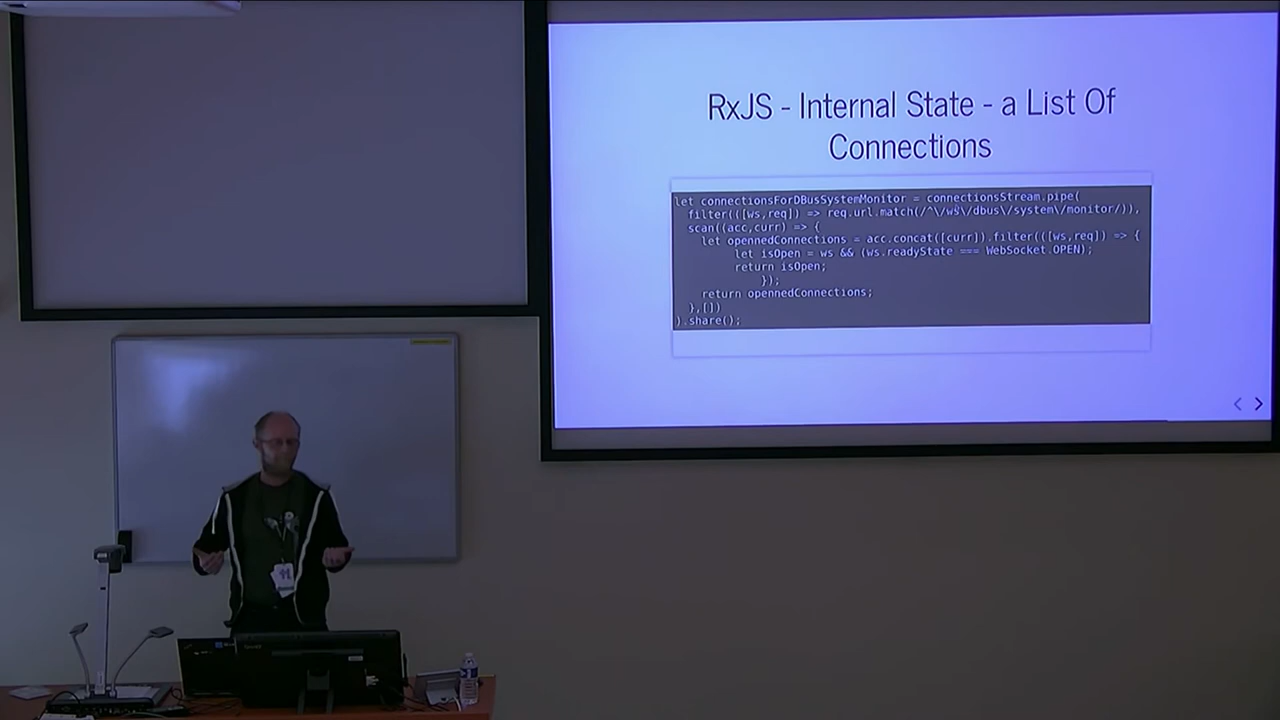 RxJS - Internal State - a List Of
Connections
let connectionsForDBusSystemMonitor = connectionsStream.pipe(
filter(([ws,req]) => req.url.match(/^\/ws\/dbus\/system\/monitor/)),
scan((acc,curr) => {
let opennedConnections = acc.concat([curr]).filter(([ws,req]) => {
let isOpen = ws && (ws.readyState === WebSocket.OPEN);
return isOpen;
});
return opennedConnections;
},[])
).share();